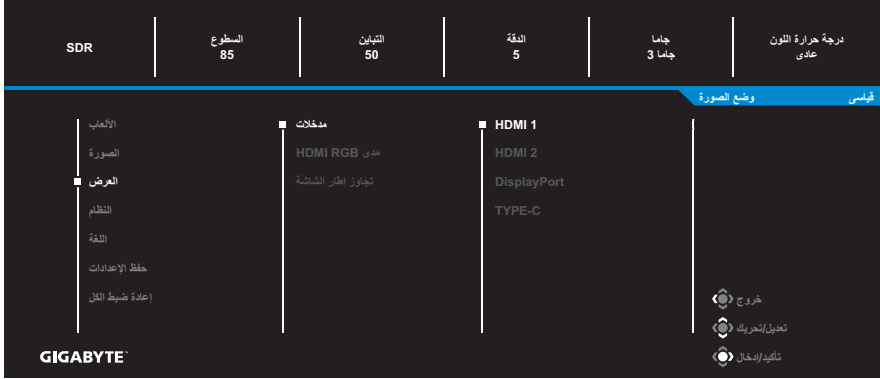 SDR
السطوع
85
التباين
50
الدقة
5
جاما
جاما 3
درجة حرارة اللون
عادى
قياسى
وضع الصورة
الألعاب
الصورة
العرض
النظام
اللغة
حفظ الإعدادات
إعادة ضبط الكل
مدخلات
مدى HDMI RGB
تجاوز إطار الشاشة
HDMI 1
HDMI 2
DisplayPort
TYPE-C
خروج
تعديل/تحريك
تأكيد/إدخال
GIGABYTE